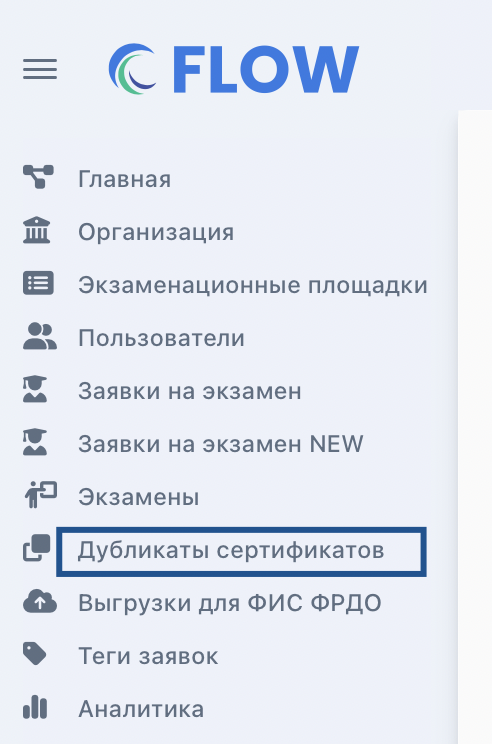 FLOW
Главная
Организация
Экзаменационные площадки
Пользователи
Заявки на экзамен
Заявки на экзамен NEW
Экзамены
Дубликаты сертификатов
Выгрузки для ФИС ФРДО
Теги заявок
Аналитика